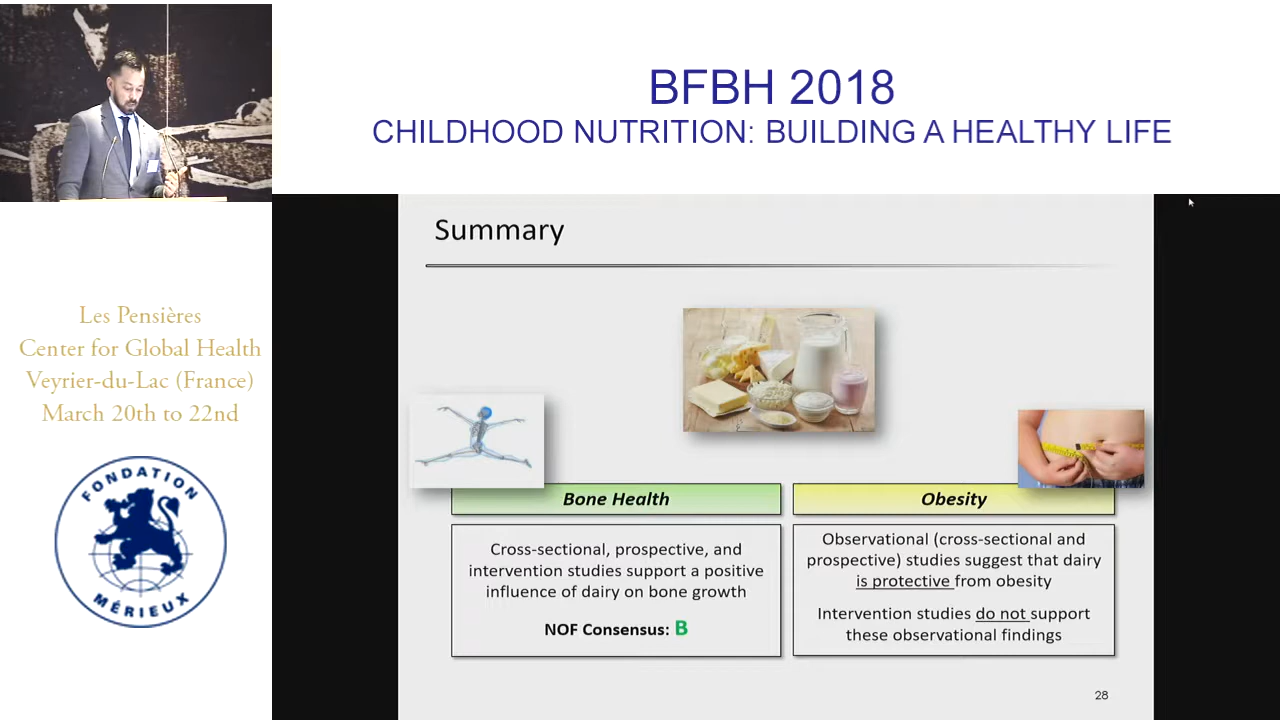 BFBH 2018
CHILDHOOD NUTRITION: BUILDING A HEALTHY LIFE
Les Pensières
Center for Global Health
Veyrier-du-Lac (France)
March 20th to 22nd
FONDATION
MÉRIEUX
Summary
Bone Health
Cross-sectional, prospective, and
intervention studies support a positive
influence of dairy on bone growth
NOF Consensus: B
Obesity
Observational (cross-sectional and
prospective) studies suggest that dairy
is protective from obesity
Intervention studies do not support
these observational findings
28